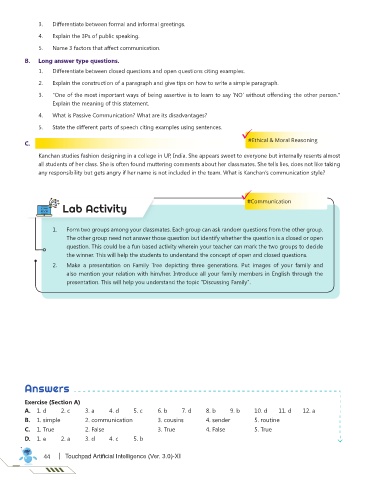 3. Differentiate between formal and informal greetings.
4. Explain the 3Ps of public speaking.
5. Name 3 factors that affect communication.
B. Long answer type questions.
1. Differentiate between closed questions and open questions citing examples.
2. Explain the construction of a paragraph and give tips on how to write a simple paragraph.
3. "One of the most important ways of being assertive is to learn to say 'NO' without offending the other person."
Explain the meaning of this statement.
4. What is Passive Communication? What are its disadvantages?
5. State the different parts of speech citing examples using sentences.
#Ethical & Moral Reasoning
C.
Kanchan studies fashion designing in a college in UP, India. She appears sweet to everyone but internally resents almost
all students of her class. She is often found muttering comments about her classmates. She tells lies, does not like taking
any responsibility but gets angry if her name is not included in the team. What is Kanchan's communication style?
#Communication
Lab Activity
1. Form two groups among your classmates. Each group can ask random questions from the other group.
The other group need not answer those question but identify whether the question is a closed or open
question. This could be a fun based activity wherein your teacher can mark the two groups to decide
the winner. This will help the students to understand the concept of open and closed questions.
2. Make a presentation on Family Tree depicting three generations. Put images of your family and
also mention your relation with him/her. Introduce all your family members in English through the
presentation. This will help you understand the topic "Discussing Family".
Answers
Exercise (Section A)
A. 1. d 2. c 3. a 4. d 5. c 6. b 7. d 8. b 9. b 10. d 11. d 12. a
B. 1. simple 2. communication 3. cousins 4. sender 5. routine
C. 1. True 2. False 3. True 4. False 5. True
D. 1. e 2. a 3. d 4. c 5. b
44 | Touchpad Artificial Intelligence (Ver. 3.0)-XI